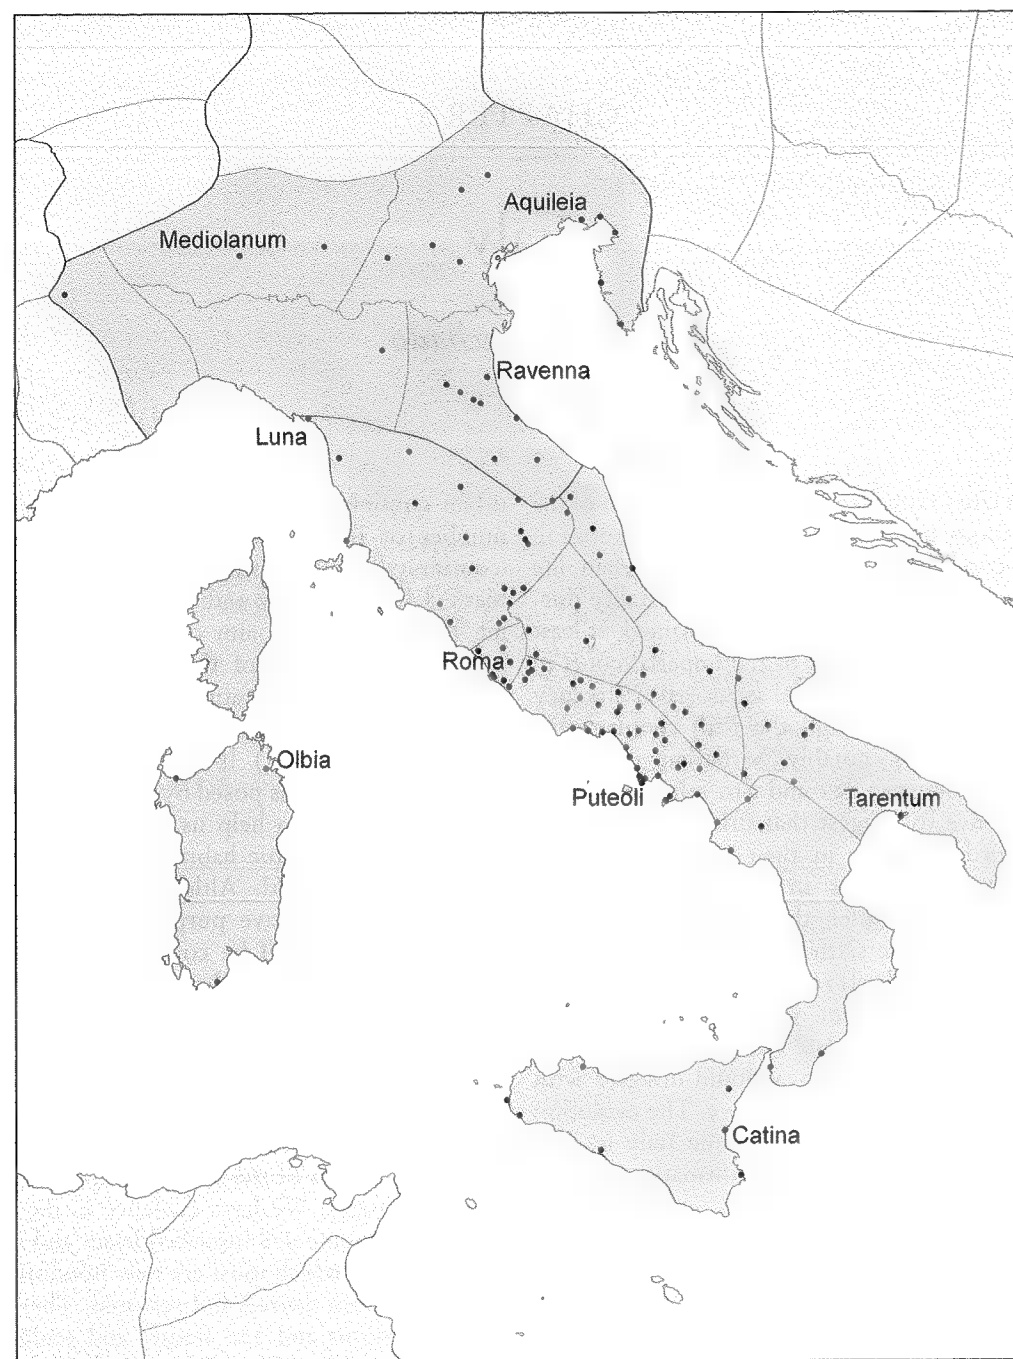 Aquileia
Mediolanum
Ravenna
Luna
Roma
Olbia
Puteoli
Tarentum
Catina